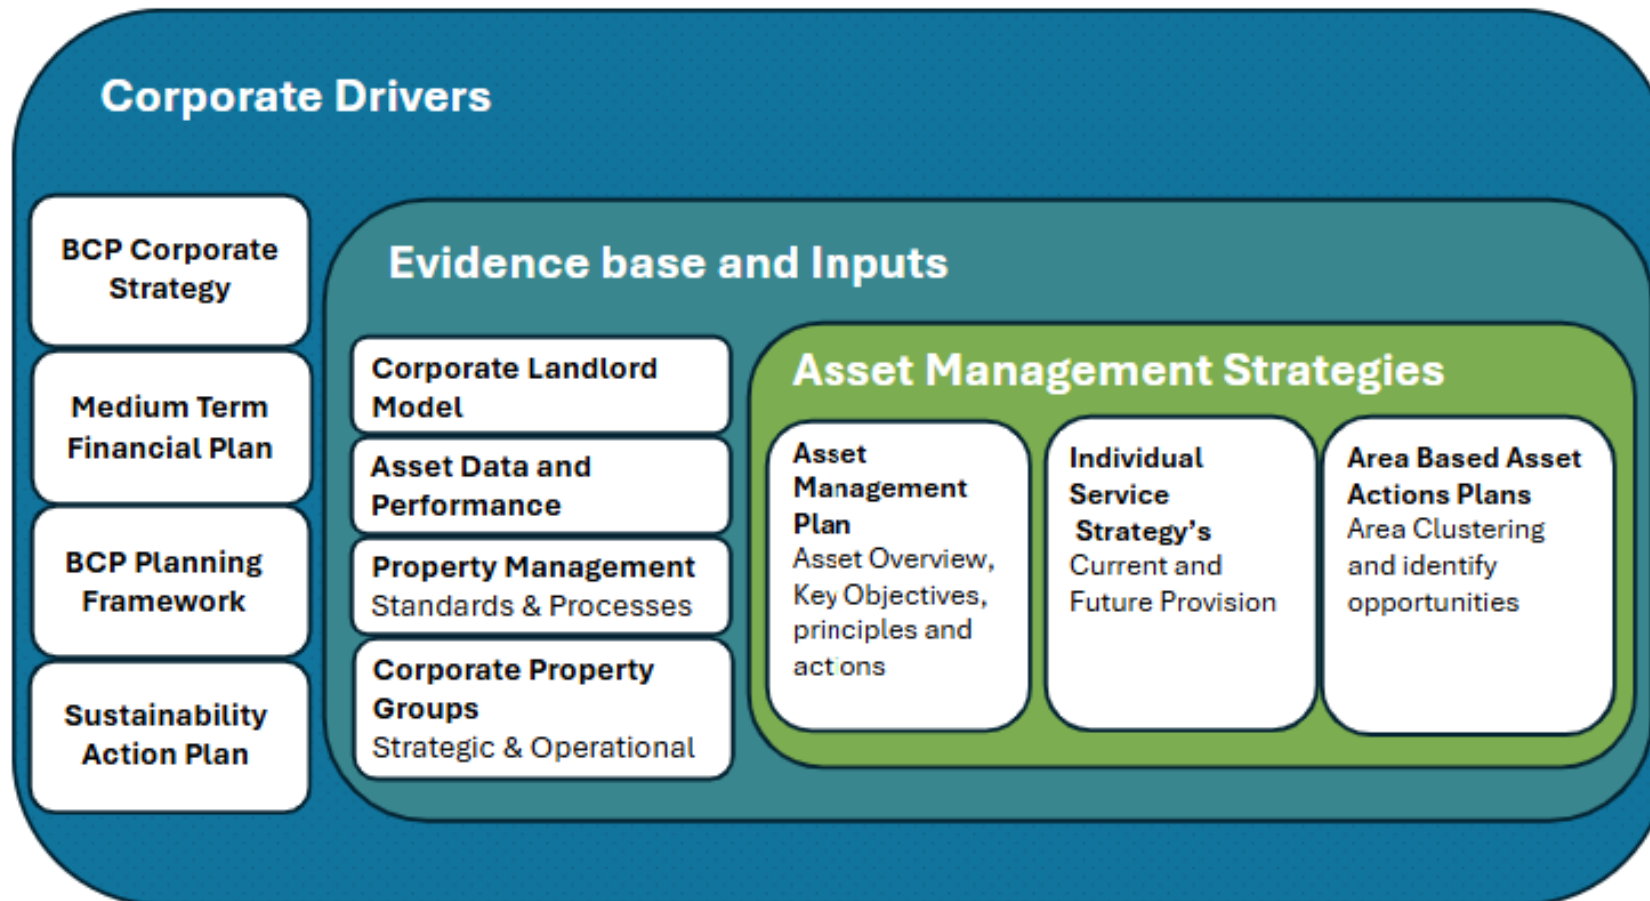 Corporate Drivers
BCP Corporate
Strategy
Medium Term
Financial Plan
BCP Planning
Framework
Sustainability
Action Plan
Evidence base and Inputs
Corporate Landlord
Model
Asset Data and
Performance
Property Management
Standards & Processes
Corporate Property
Groups
Strategic & Operational
Asset Management Strategies
Asset
Management
Plan
Asset Overview,
Key Objectives,
principles and
actions
Individual
Service
Strategy’s
Current and
Future Provision
Area Based Asset
Actions Plans
Area Clustering
and identify
opportunities